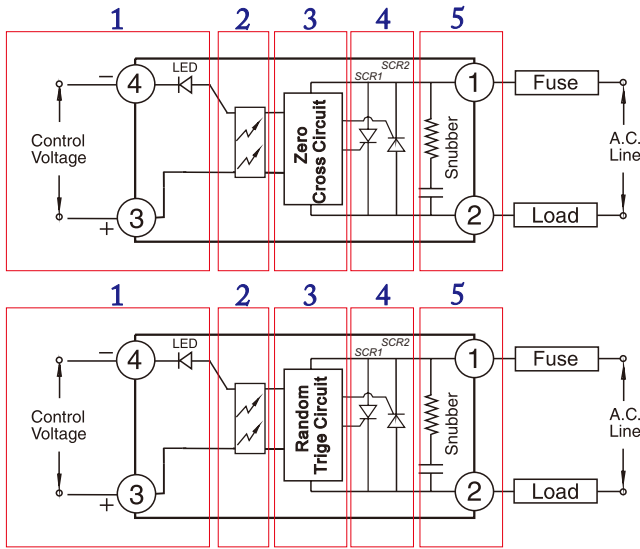 1 2 3 4 5
SCR2
LED SCR1
− 4 1 Fuse
Control
Voltage
Zero
Cross Circuit
Snubber
A.C.
Line
+ 3 2 Load
1 2 3 4 5
SCR2
LED SCR1
− 4 1 Fuse
Control
Voltage
Random
Trige Circuit
Snubber
A.C.
Line
+ 3 2 Load